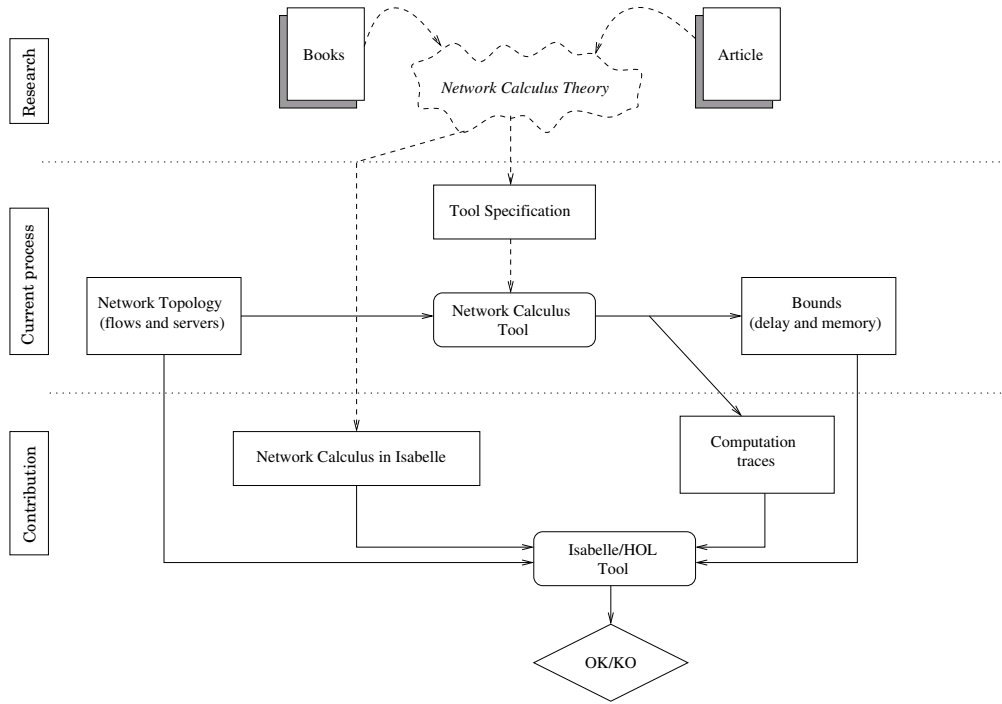 Research
Books
Article
Network Calculus Theory
Current process
Tool Specification
Network Topology
(flows and servers)
Network Calculus
Tool
Bounds
(delay and memory)
Contribution
Network Calculus in Isabelle
Computation
traces
Isabelle/HOL
Tool
OK/KO